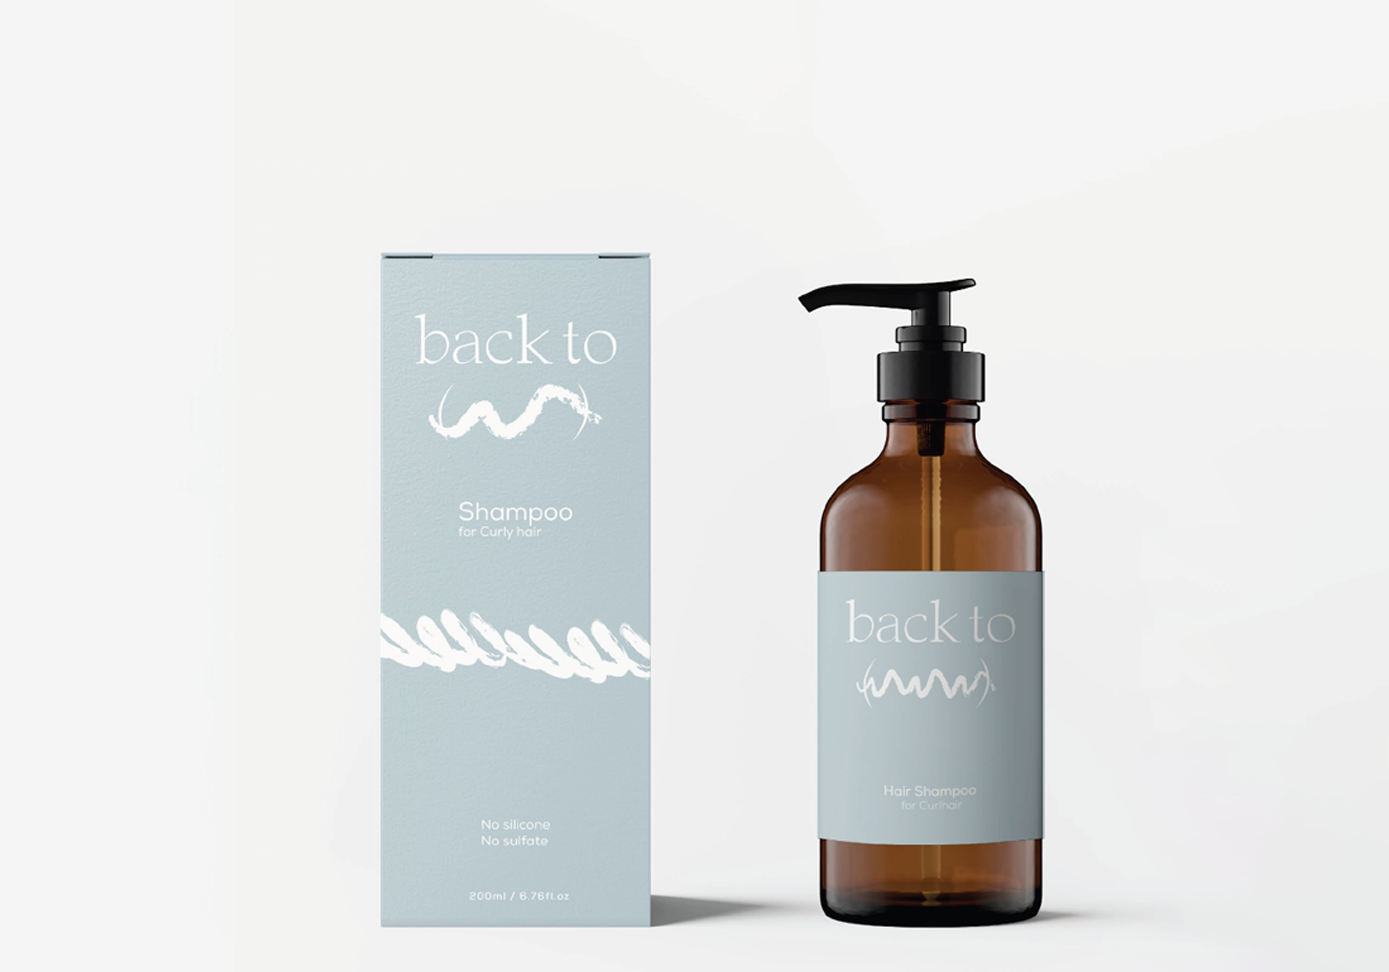 back to
Shampoo
for Curly hair
No silicone
No sulfate
200ml / 6.76fl.oz
back to
Hair Shampoo
for Curlhair